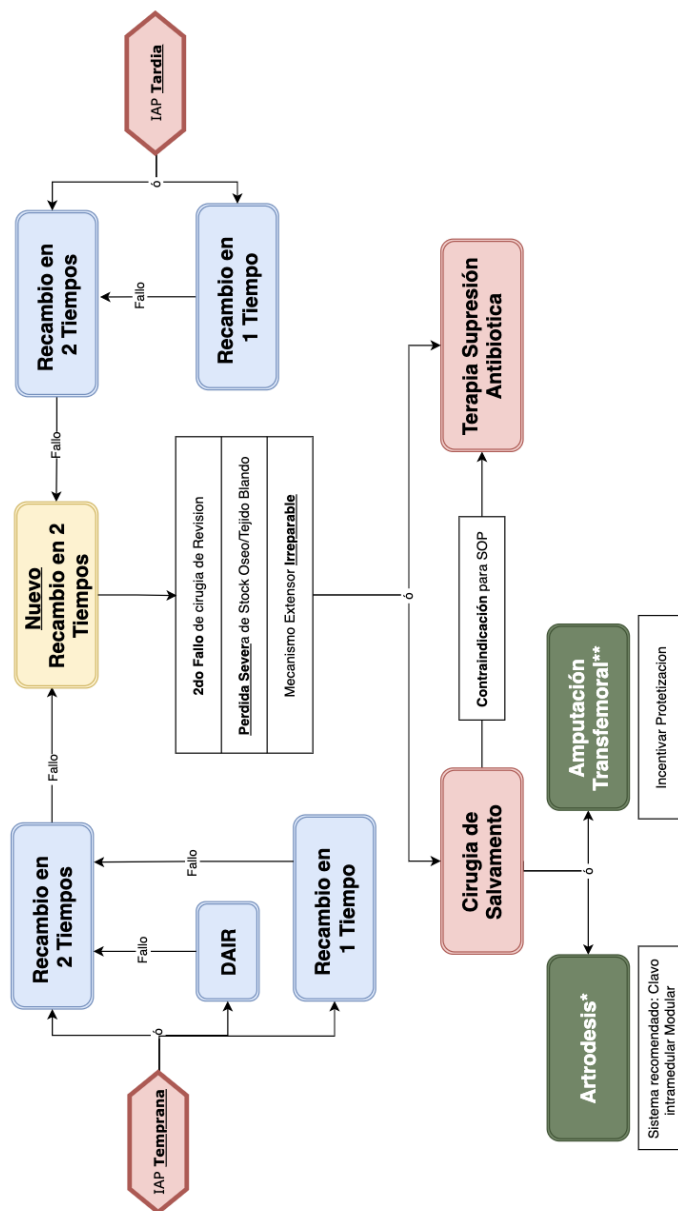 IAP Temprana
ó
Recambio en
2 Tiempos
Fallo
DAIR
Fallo
Recambio en
1 Tiempo
Fallo
Nuevo
Recambio en 2
Tiempos
Fallo
Recambio en
2 Tiempos
Fallo
Recambio en
1 Tiempo
ó
IAP Tardia
2do Fallo de cirugia de Revision
Perdida Severa de Stock Oseo/Tejido Blando
Mecanismo Extensor Irreparable
ó
Cirugia de
Salvamento
Contraindicación para SOP
Terapia Supresión
Antibiotica
ó
Artrodesis*
Sistema recomendado: Clavo
intramedular Modular
Amputación
Transfemoral**
Incentivar Protetizacion